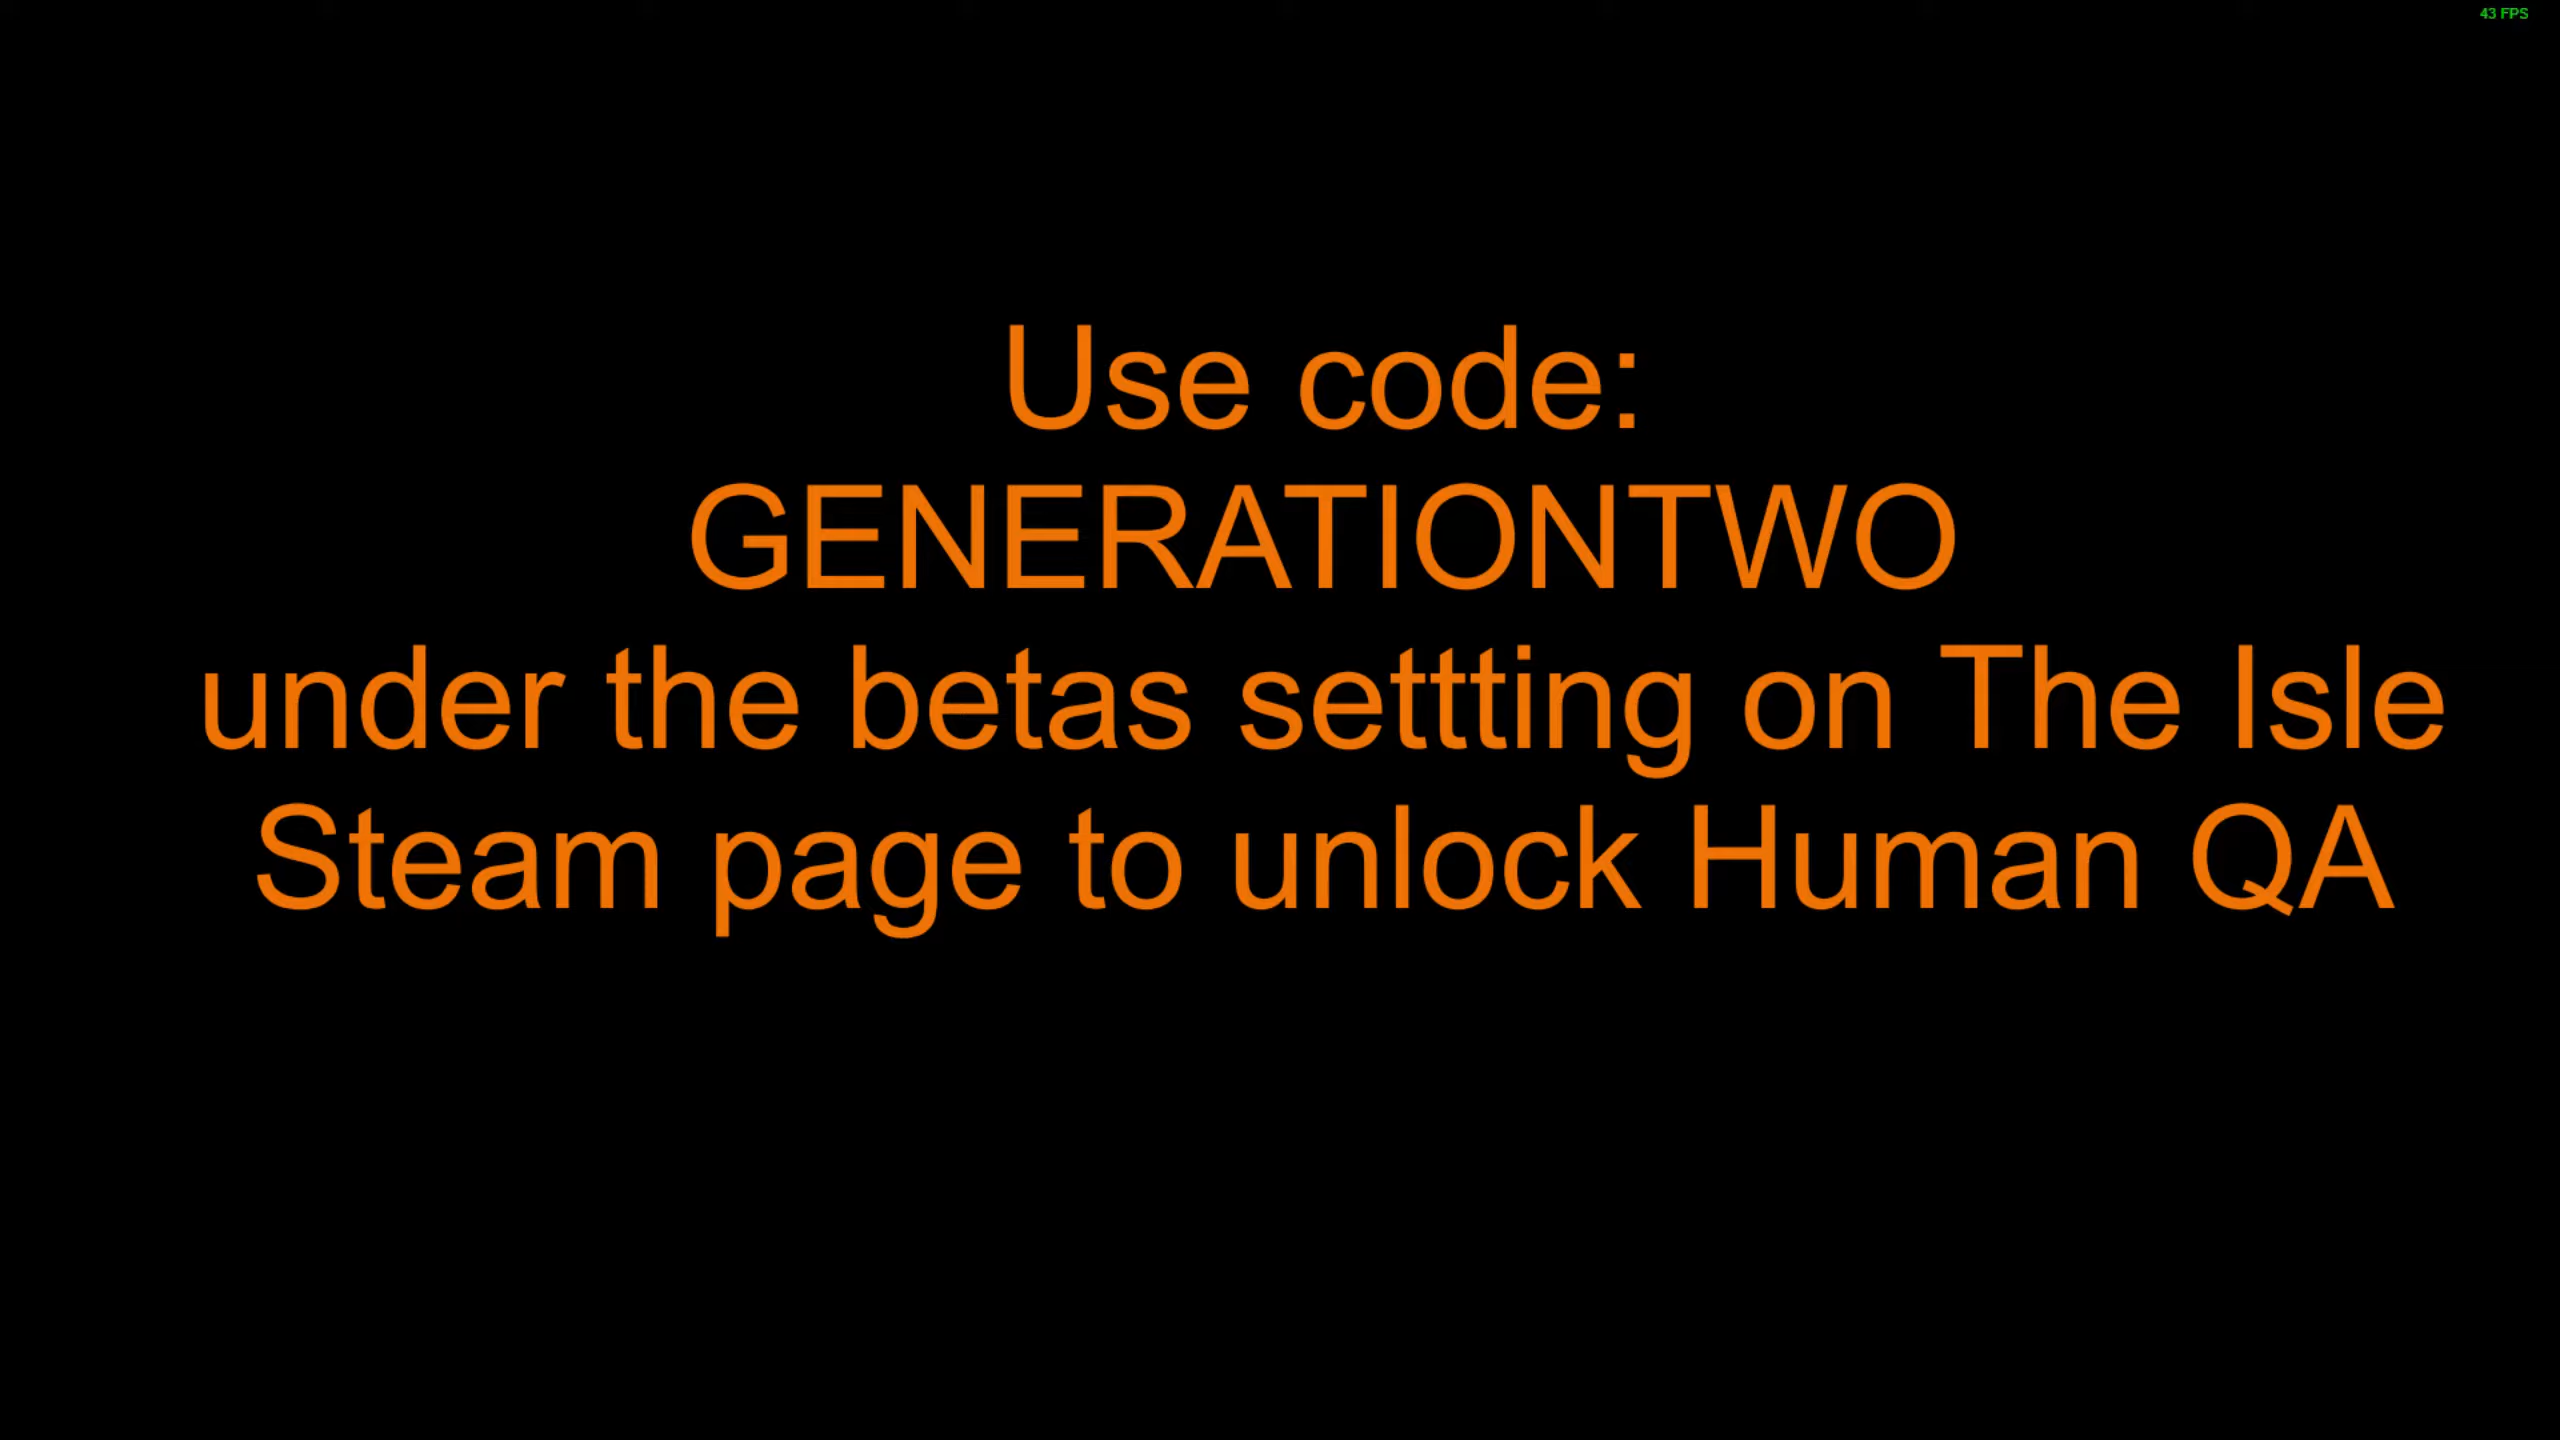 43 FPS
Use code:
GENERATIONTWO
under the betas settting on The Isle
Steam page to unlock Human QA